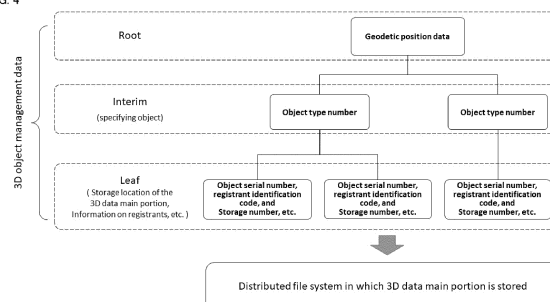 G. 4
3D object management data
Root
Geodetic position data
Interim
(specifying object)
Object type number
Object type number
Leaf
( Storage location of the
3D data main portion,
Information on registrants, etc. )
Object serial number,
registrant identification
code, and
Storage number, etc.
Object serial number,
registrant identification
code, and
Storage number, etc.
Object serial number,
registrant identification
code, and
Storage number, etc.
Distributed file system in which 3D data main portion is stored